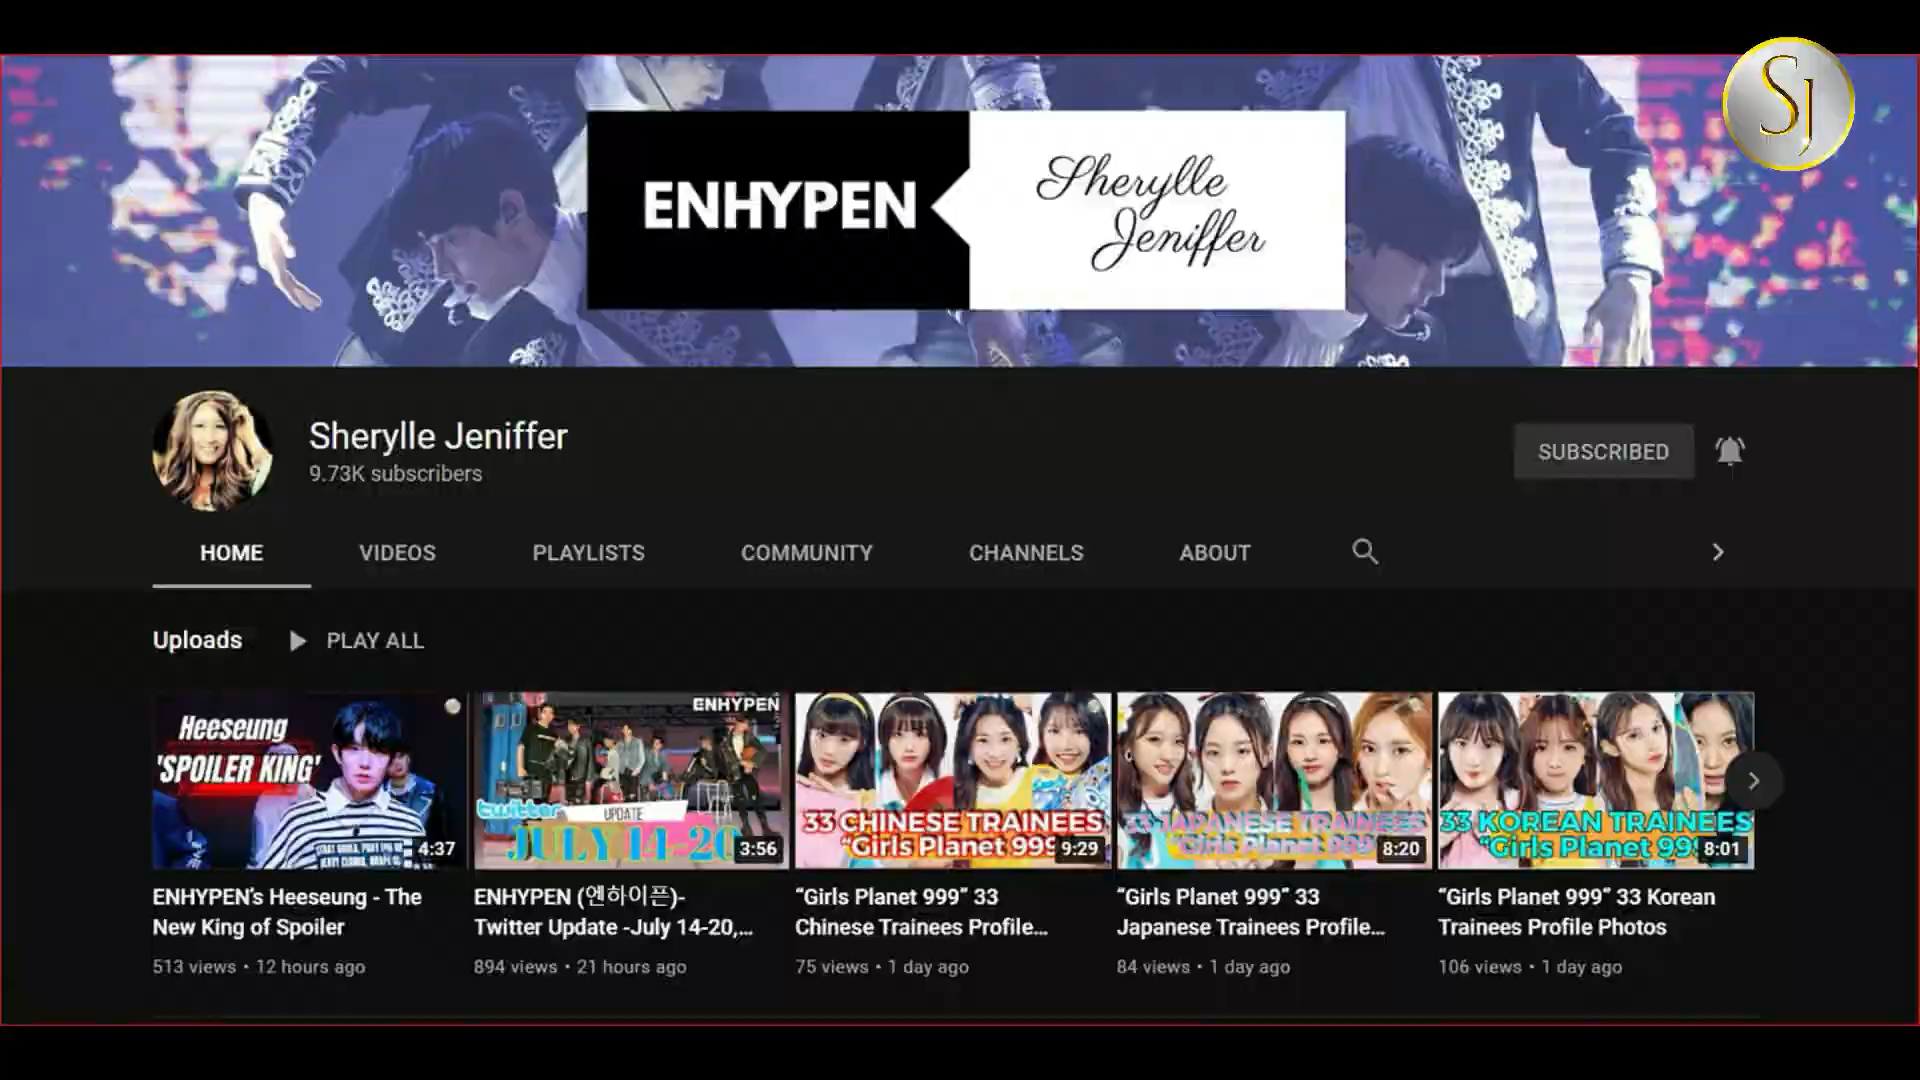 SJ
ENHYPEN
Sherylle
Jeniffer
Sherylle Jeniffer
9.73K subscribers
SUBSCRIBED
HOME VIDEOS PLAYLISTS COMMUNITY CHANNELS ABOUT
Uploads PLAY ALL
Heeseung
'SPOILER KING'
4:37
ENHYPEN
twitter
UPDATE
JULY 14-20
3:56
33 CHINESE TRAINEES
"Girls Planet 999
9:29
33 JAPANESE TRAINEES
"Girls Planet 999
8:20
33 KOREAN TRAINEES
"Girls Planet 99
8:01
ENHYPEN's Heeseung - The
New King of Spoiler
513 views • 12 hours ago
ENHYPEN (엔하이픈)-
Twitter Update -July 14-20,...
894 views • 21 hours ago
“Girls Planet 999” 33
Chinese Trainees Profile...
75 views • 1 day ago
“Girls Planet 999” 33
Japanese Trainees Profile...
84 views • 1 day ago
“Girls Planet 999” 33 Korean
Trainees Profile Photos
106 views • 1 day ago